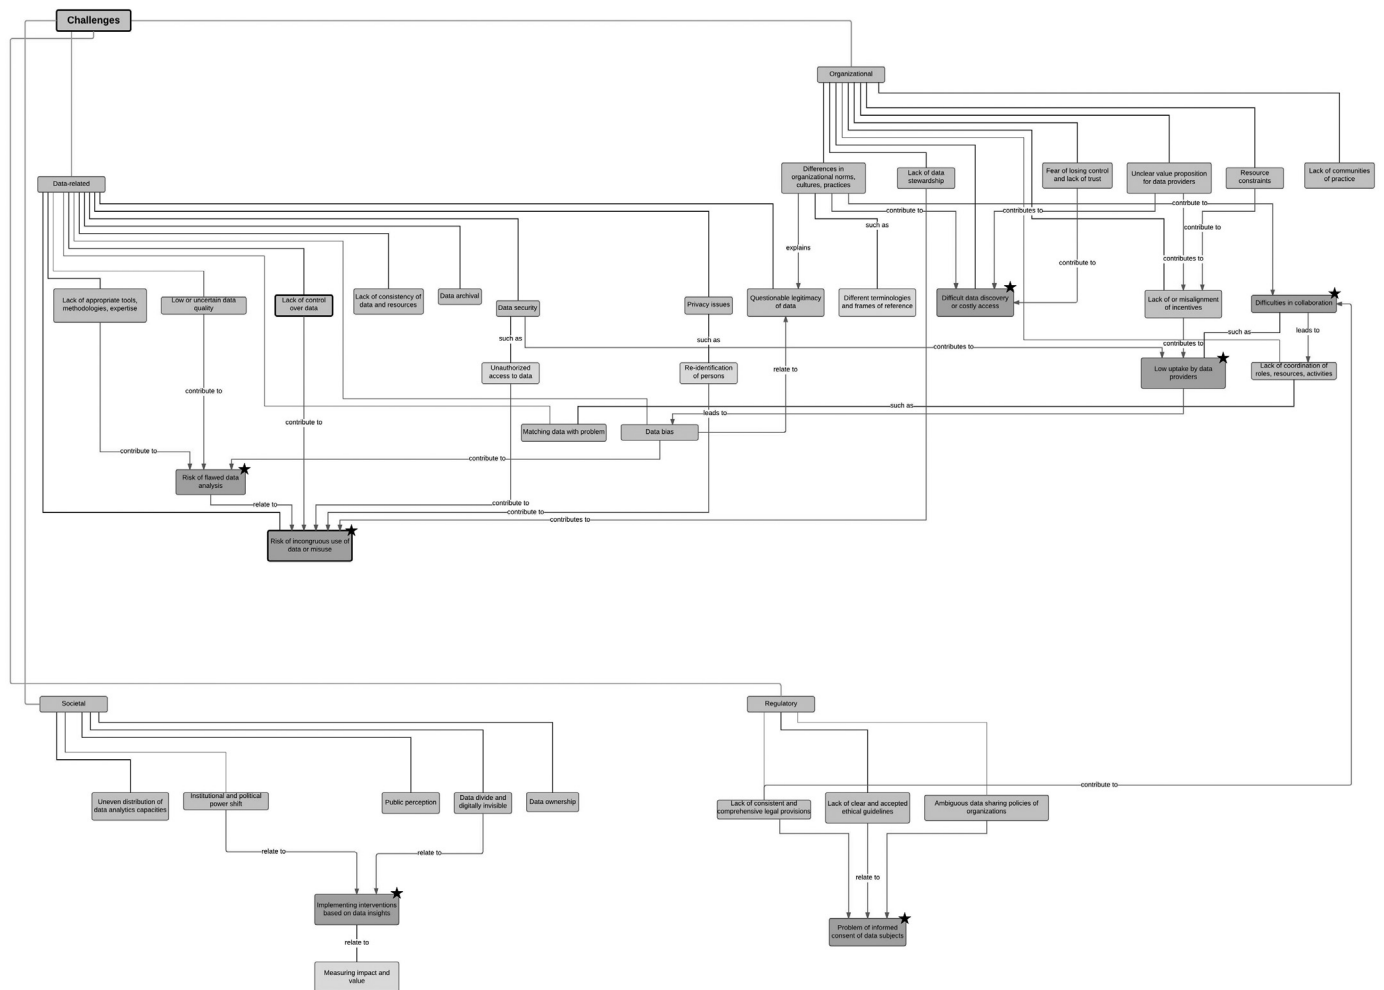 Challenges
Organizational
Differences in
organizational norms,
cultures, practices
Lack of data
stewardship
Fear of losing control
and lack of trust
Unclear value proposition
for data providers
Resource
constraints
Lack of communities
of practice
Data-related
contribute to
such as
contributes to
contribute to
contribute to
explains
contribute to
contributes to
Lack of appropriate tools,
methodologies, expertise
Low or uncertain data
quality
Lack of control
over data
Lack of consistency of
data and resources
Data archival
Data security
Privacy issues
Questionable legitimacy
of data
Different terminologies
and frames of reference
Difficult data discovery
or costly access
Lack of or misalignment
of incentives
Difficulties in collaboration
such as
such as
contributes to
contributes to
such as
leads to
Unauthorized
access to data
Re-identification
of persons
relate to
Low uptake by data
providers
Lack of coordination of
roles, resources, activities
contribute to
such as
leads to
contribute to
Matching data with problem
Data bias
contribute to
contribute to
Risk of flawed data
analysis
relate to
contribute to
contribute to
contributes to
Risk of incongruous use of
data or misuse
Societal
Regulatory
Uneven distribution of
data analytics capacities
Institutional and political
power shift
Public perception
Data divide and
digitally invisible
Data ownership
contribute to
Lack of consistent and
comprehensive legal provisions
Lack of clear and accepted
ethical guidelines
Ambiguous data sharing policies of
organizations
relate to
relate to
relate to
Implementing interventions
based on data insights
Problem of informed
consent of data subjects
relate to
Measuring impact and
value